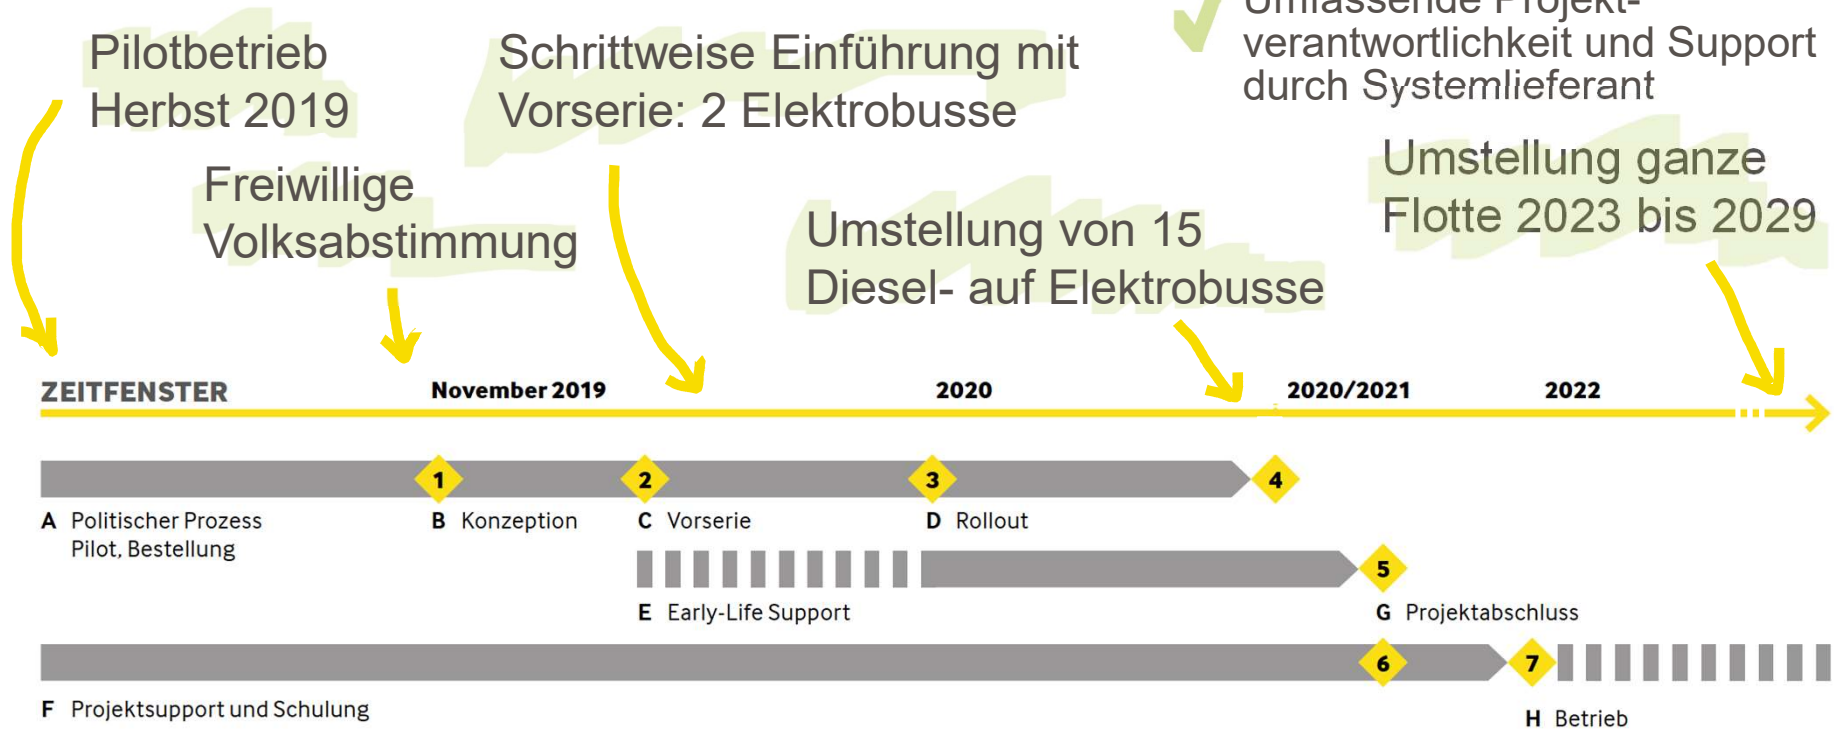 Umfassende Projekt-
verantwortlichkeit und Support
durch Systemlieferant
Pilotbetrieb
Herbst 2019
Schrittweise Einführung mit
Vorserie: 2 Elektrobusse
Freiwillige
Volksabstimmung
Umstellung von 15
Diesel- auf Elektrobusse
Umstellung ganze
Flotte 2023 bis 2029
ZEITFENSTER
November 2019
2020
2020/2021
2022
1
2
3
4
A Politischer Prozess
Pilot, Bestellung
B Konzeption
C Vorserie
D Rollout
5
E Early-Life Support
G Projektabschluss
6
7
F Projektsupport und Schulung
H Betrieb